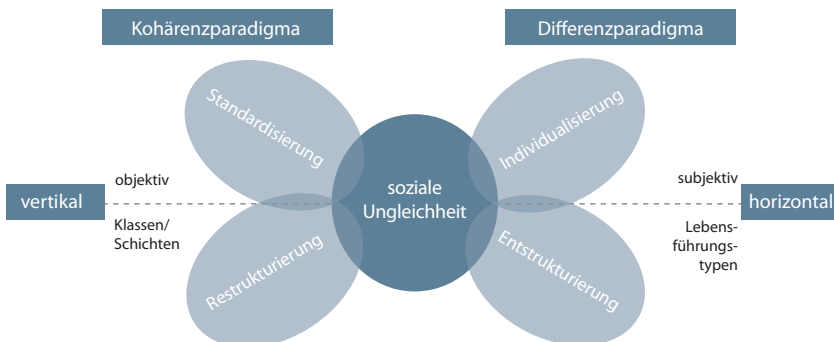 Kohärenzparadigma
Differenzparadigma
Standardisierung
Individualisierung
objektiv
subjektiv
vertikal
soziale
Ungleichheit
horizontal
Klassen/
Schichten
Lebens-
führungs-
typen
Restrukturierung
Entstrukturierung